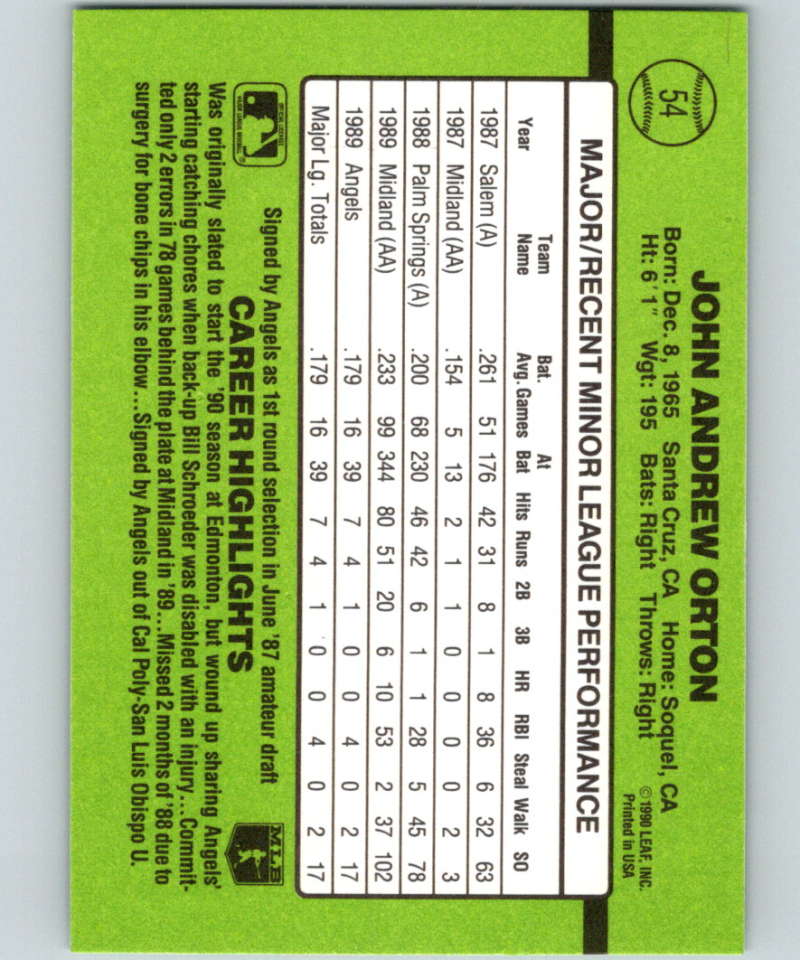 54
JOHN ANDREW ORTON
Born: Dec. 8, 1965 Santa Cruz, CA Home: Soquel, CA
Ht: 6'1" Wgt: 195 Bats: Right Throws: Right
©1990 LEAF, INC.
Printed in USA
MAJOR/RECENT MINOR LEAGUE PERFORMANCE
Team Bat. At
Year Name Avg. Games Bat Hits Runs 2B 3B HR RBI Steal Walk SO
1987 Salem (A) .261 51 176 42 31 8 1 8 36 6 32 63
1987 Midland (AA) .154 5 13 2 1 1 0 0 0 0 2 3
1988 Palm Springs (A) .200 68 230 46 42 6 1 1 28 5 45 78
1989 Midland (AA) .233 99 344 80 51 20 6 10 53 2 37 102
1989 Angels .179 16 39 7 4 1 0 0 4 0 2 17
Major Lg. Totals .179 16 39 7 4 1 0 0 4 0 2 17
OFFICIAL LICENSEE
MAJOR LEAGUE BASEBALL
Signed by Angels as 1st round selection in June '87 amateur draft
CAREER HIGHLIGHTS
MLB
Was originally slated to start the '90 season at Edmonton, but wound up sharing Angels'
starting catching chores when back-up Bill Schroeder was disabled with an injury...Commit-
ted only 2 errors in 78 games behind the plate at Midland in '89...Missed 2 months of '88 due to
surgery for bone chips in his elbow...Signed by Angels out of Cal Poly-San Luis Obispo U.